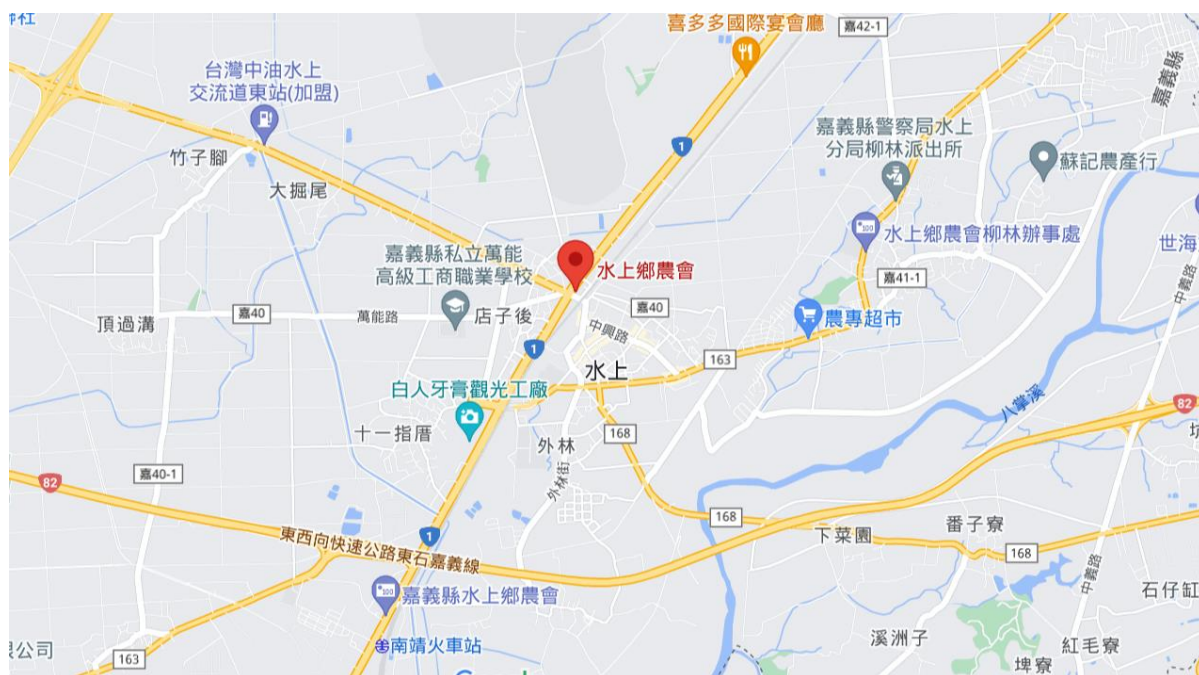 喜多多國際宴會廳
嘉42-1
嘉義縣
台灣中油水上
交流道東站(加盟)
1
嘉義縣警察局水上
分局柳林派出所
蘇記農產行
竹子腳
大掘尾
水上鄉農會柳林辦事處
世海
嘉縣私立萬能
高級工商職業學校
水上鄉農會
嘉41-1
中義路
頂過溝
嘉40
萬能路
店子後
嘉40
中興路
農專超市
1
163
水上
白人牙膏觀光工廠
八掌溪
82
十一指厝
168
外林
嘉40-1
82
外林街
168
東西向快速公路東石嘉義線
1
下菜園
番子寮
168
中義路
石仔缸
嘉義縣水上鄉農會
南靖火車站
163
溪洲子
紅毛寮
埤寮
公司